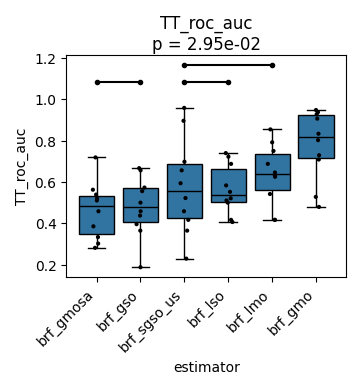 TT_roc_auc
p = 2.95e-02
TT_roc_auc
1.2
1.0
0.8
0.6
0.4
0.2
brf_gmosa
brf_gso
brf_sgso_us
brf_lso
brf_lmo
brf_gmo
estimator